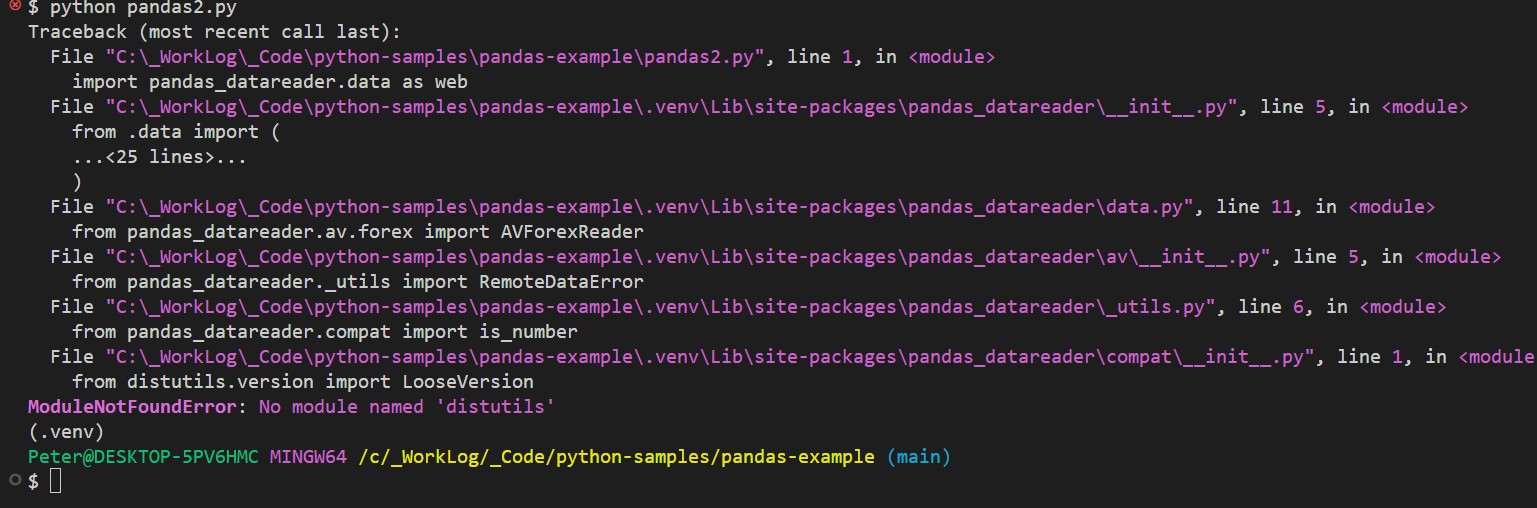 $ python pandas2.py
Traceback (most recent call last):
  File "C:\_WorkLog\_Code\python-samples\pandas-example\pandas2.py", line 1, in <module>
    import pandas_datareader.data as web
  File "C:\_WorkLog\_Code\python-samples\pandas-example\.venv\Lib\site-packages\pandas_datareader\__init__.py", line 5, in <module>
    from .data import (
    ...<25 lines>...
    )
  File "C:\_WorkLog\_Code\python-samples\pandas-example\.venv\Lib\site-packages\pandas_datareader\data.py", line 11, in <module>
    from pandas_datareader.av.forex import AVForexReader
  File "C:\_WorkLog\_Code\python-samples\pandas-example\.venv\Lib\site-packages\pandas_datareader\av\__init__.py", line 5, in <module>
    from pandas_datareader._utils import RemoteDataError
  File "C:\_WorkLog\_Code\python-samples\pandas-example\.venv\Lib\site-packages\pandas_datareader\_utils.py", line 6, in <module>
    from pandas_datareader.compat import is_number
  File "C:\_WorkLog\_Code\python-samples\pandas-example\.venv\Lib\site-packages\pandas_datareader\compat\__init__.py", line 1, in <module
    from distutils.version import LooseVersion
ModuleNotFoundError: No module named 'distutils'
(.venv)
Peter@DESKTOP-5PV6HMC MINGW64 /c/_WorkLog/_Code/python-samples/pandas-example (main)
$